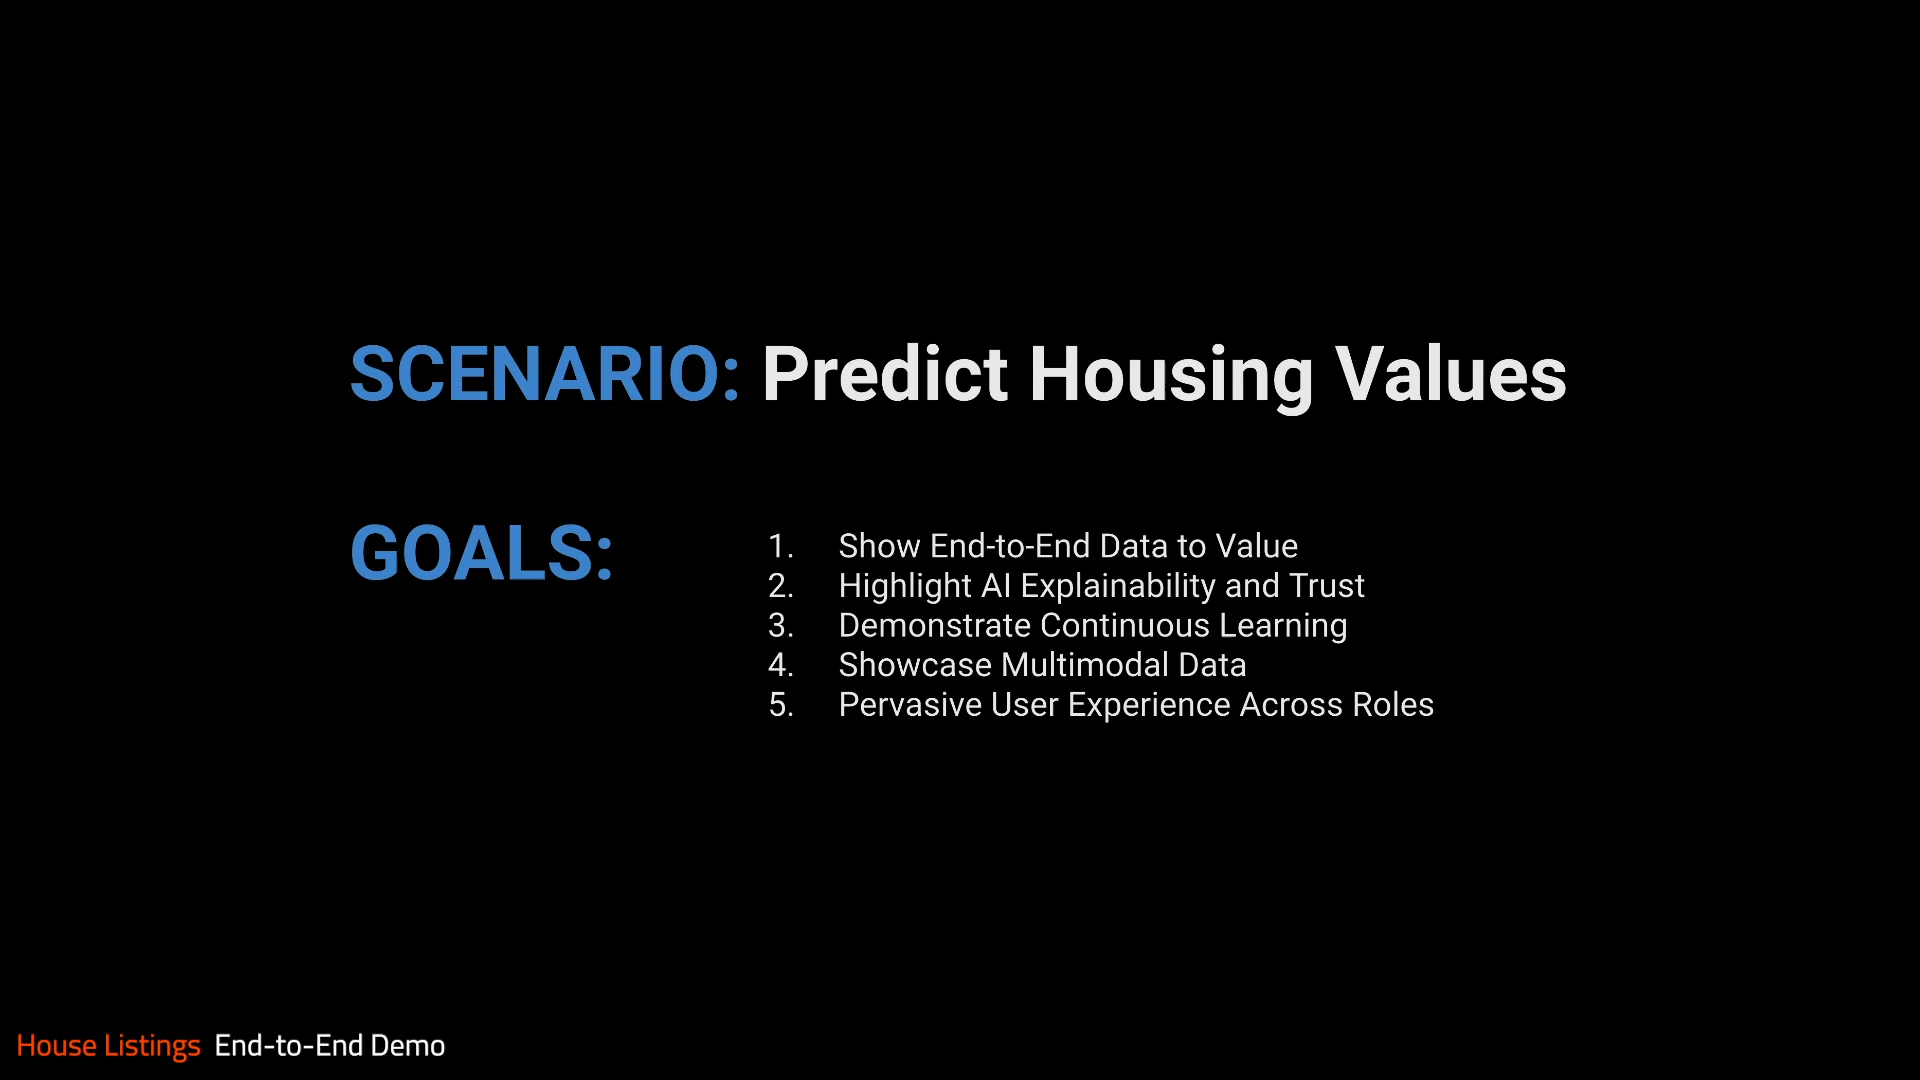 SCENARIO: Predict Housing Values
GOALS:
1. Show End-to-End Data to Value
2. Highlight AI Explainability and Trust
3. Demonstrate Continuous Learning
4. Showcase Multimodal Data
5. Pervasive User Experience Across Roles
House Listings End-to-End Demo